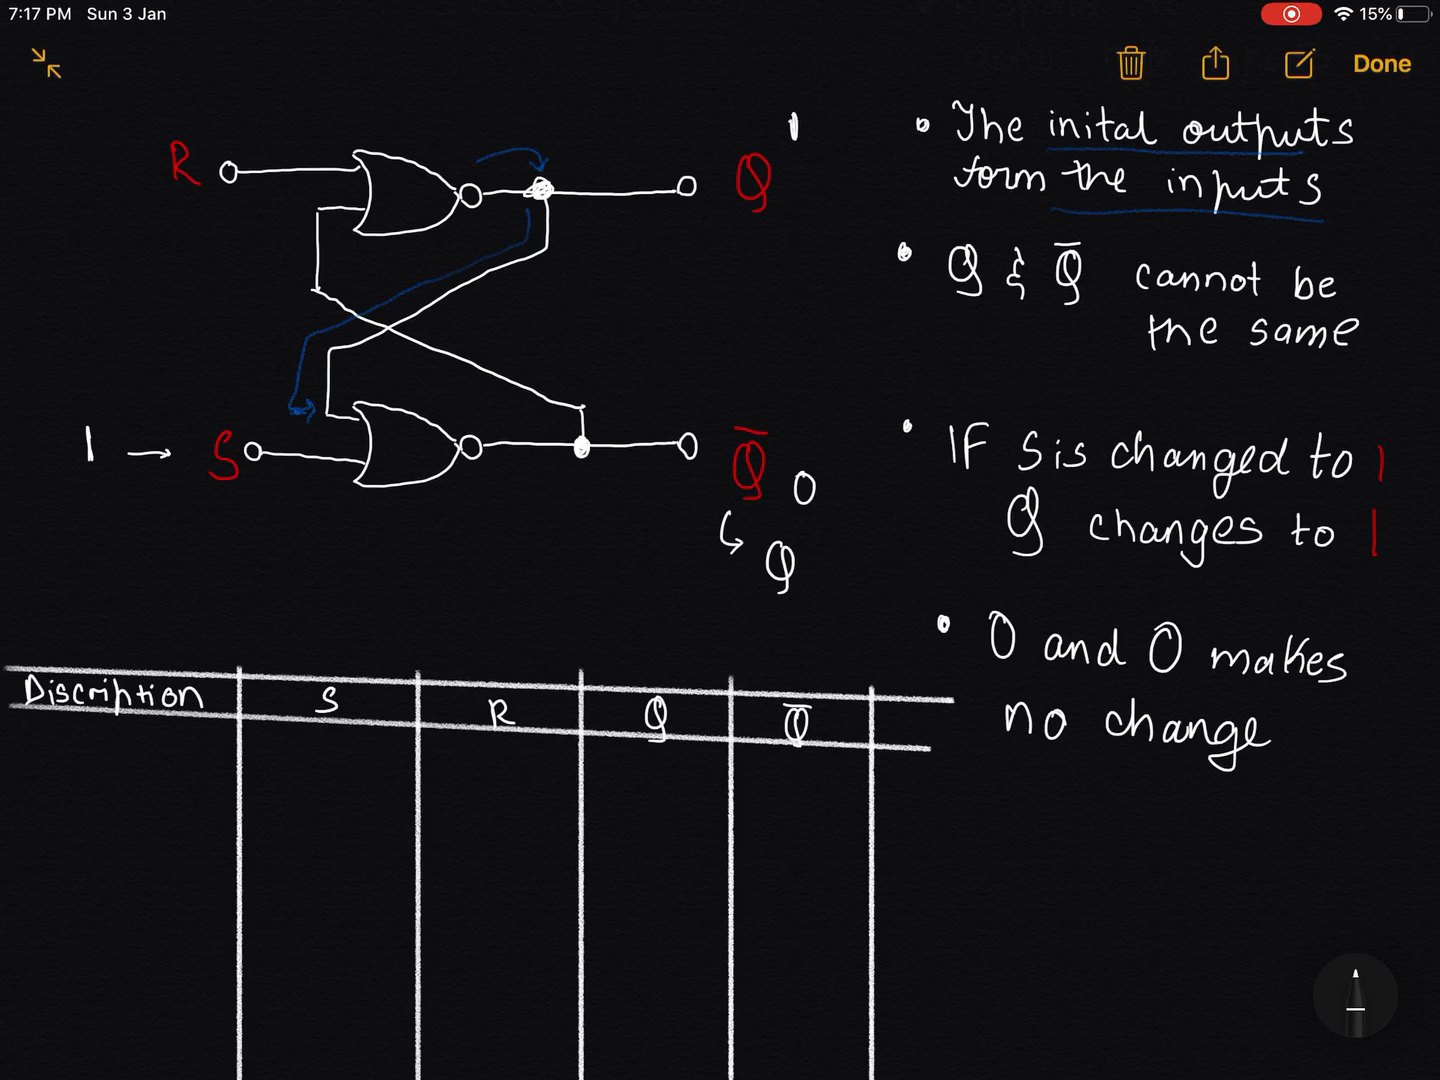 7:17 PM Sun 3 Jan
15%
Done
R
Q
1
1 → S
Q̅
0
Q
• The inital outputs
form the inputs
• Q & Q̅ cannot be
the same
• IF S is changed to 1
Q changes to 1
• 0 and 0 makes
no change
Discription S R Q Q̅